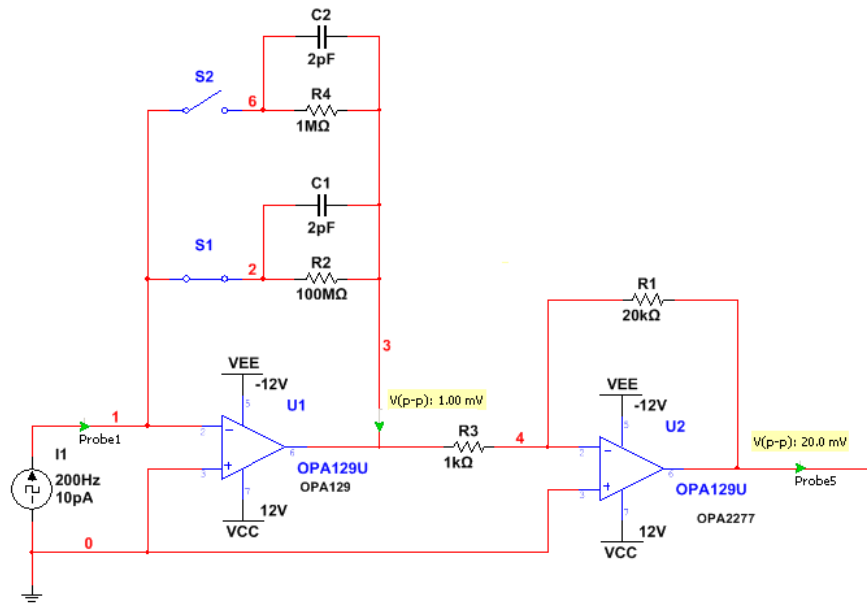 C2
2pF
S2
6
R4
1MΩ
C1
2pF
S1
2
R2
100MΩ
R1
20kΩ
3
VEE
-12V
5
U1
V(p-p): 1.00 mV
VEE
-12V
5
U2
1
Probe1
2
6
R3
1kΩ
4
2
6
V(p-p): 20.0 mV
Probe5
I1
200Hz
10pA
3
OPA129U
OPA129
7
12V
VCC
3
OPA129U
OPA2277
7
12V
VCC
0